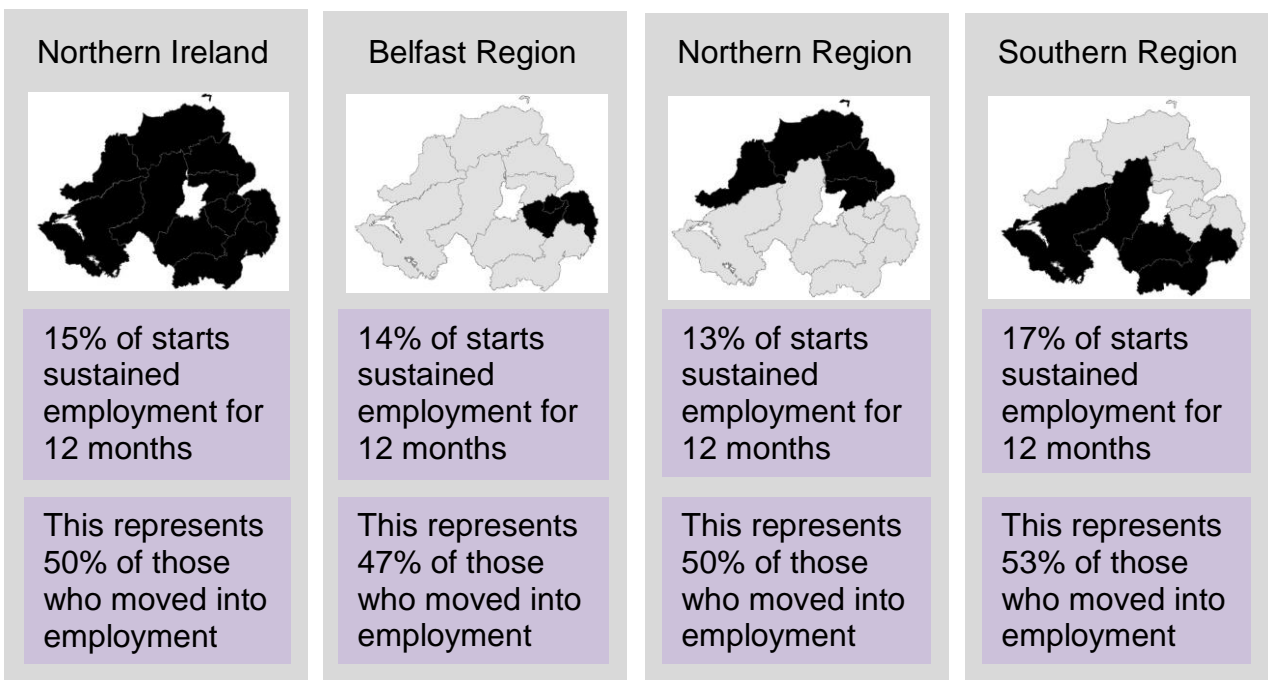 Northern Ireland
15% of starts
sustained
employment for
12 months
This represents
50% of those
who moved into
employment
Belfast Region
14% of starts
sustained
employment for
12 months
This represents
47% of those
who moved into
employment
Northern Region
13% of starts
sustained
employment for
12 months
This represents
50% of those
who moved into
employment
Southern Region
17% of starts
sustained
employment for
12 months
This represents
53% of those
who moved into
employment